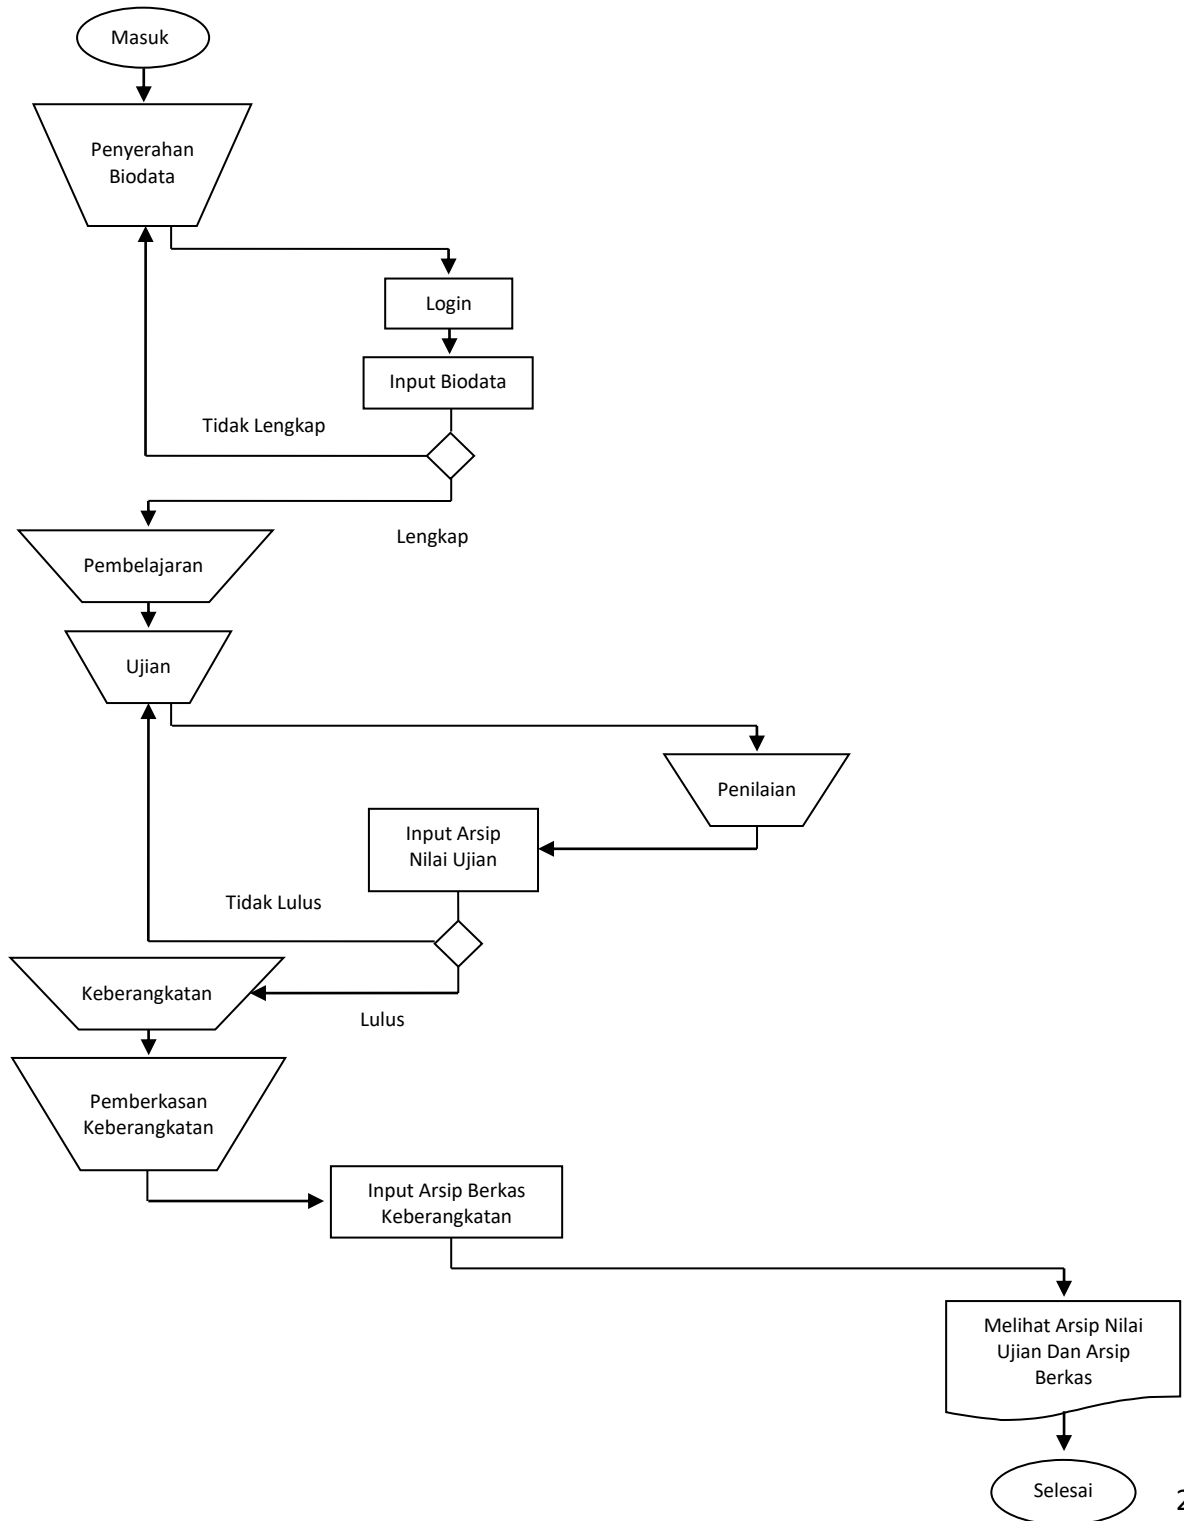 Masuk
Penyerahan
Biodata
Login
Input Biodata
Tidak Lengkap
Lengkap
Pembelajaran
Ujian
Penilaian
Input Arsip
Nilai Ujian
Tidak Lulus
Keberangkatan
Lulus
Pemberkasan
Keberangkatan
Input Arsip Berkas
Keberangkatan
Melihat Arsip Nilai
Ujian Dan Arsip
Berkas
Selesai
2